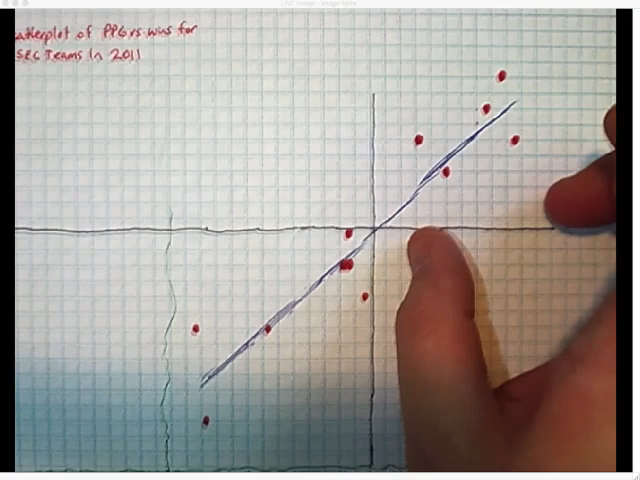 atterplot of PPG vs. wins for
SEC Teams in 2011